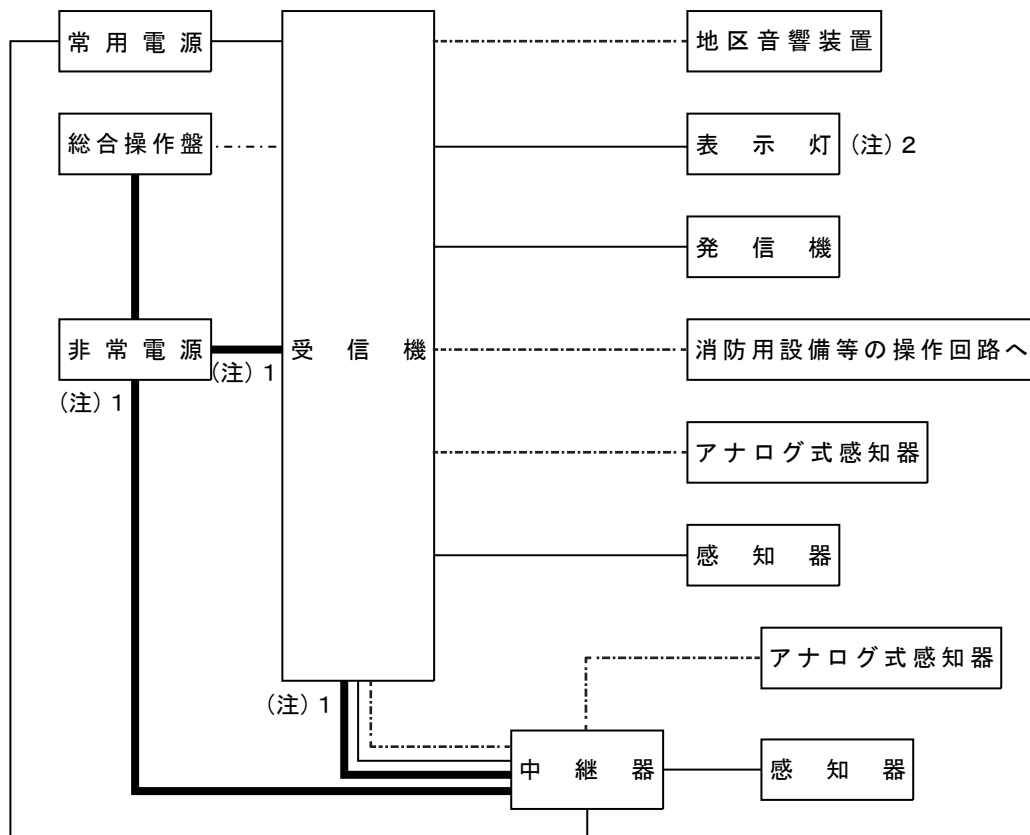 常用電源
地区音響装置
総合操作盤
表示灯 (注)2
発信機
非常電源
(注)1
(注)1
受信機
消防用設備等の操作回路へ
アナログ式感知器
感知器
アナログ式感知器
(注)1
中継器
感知器